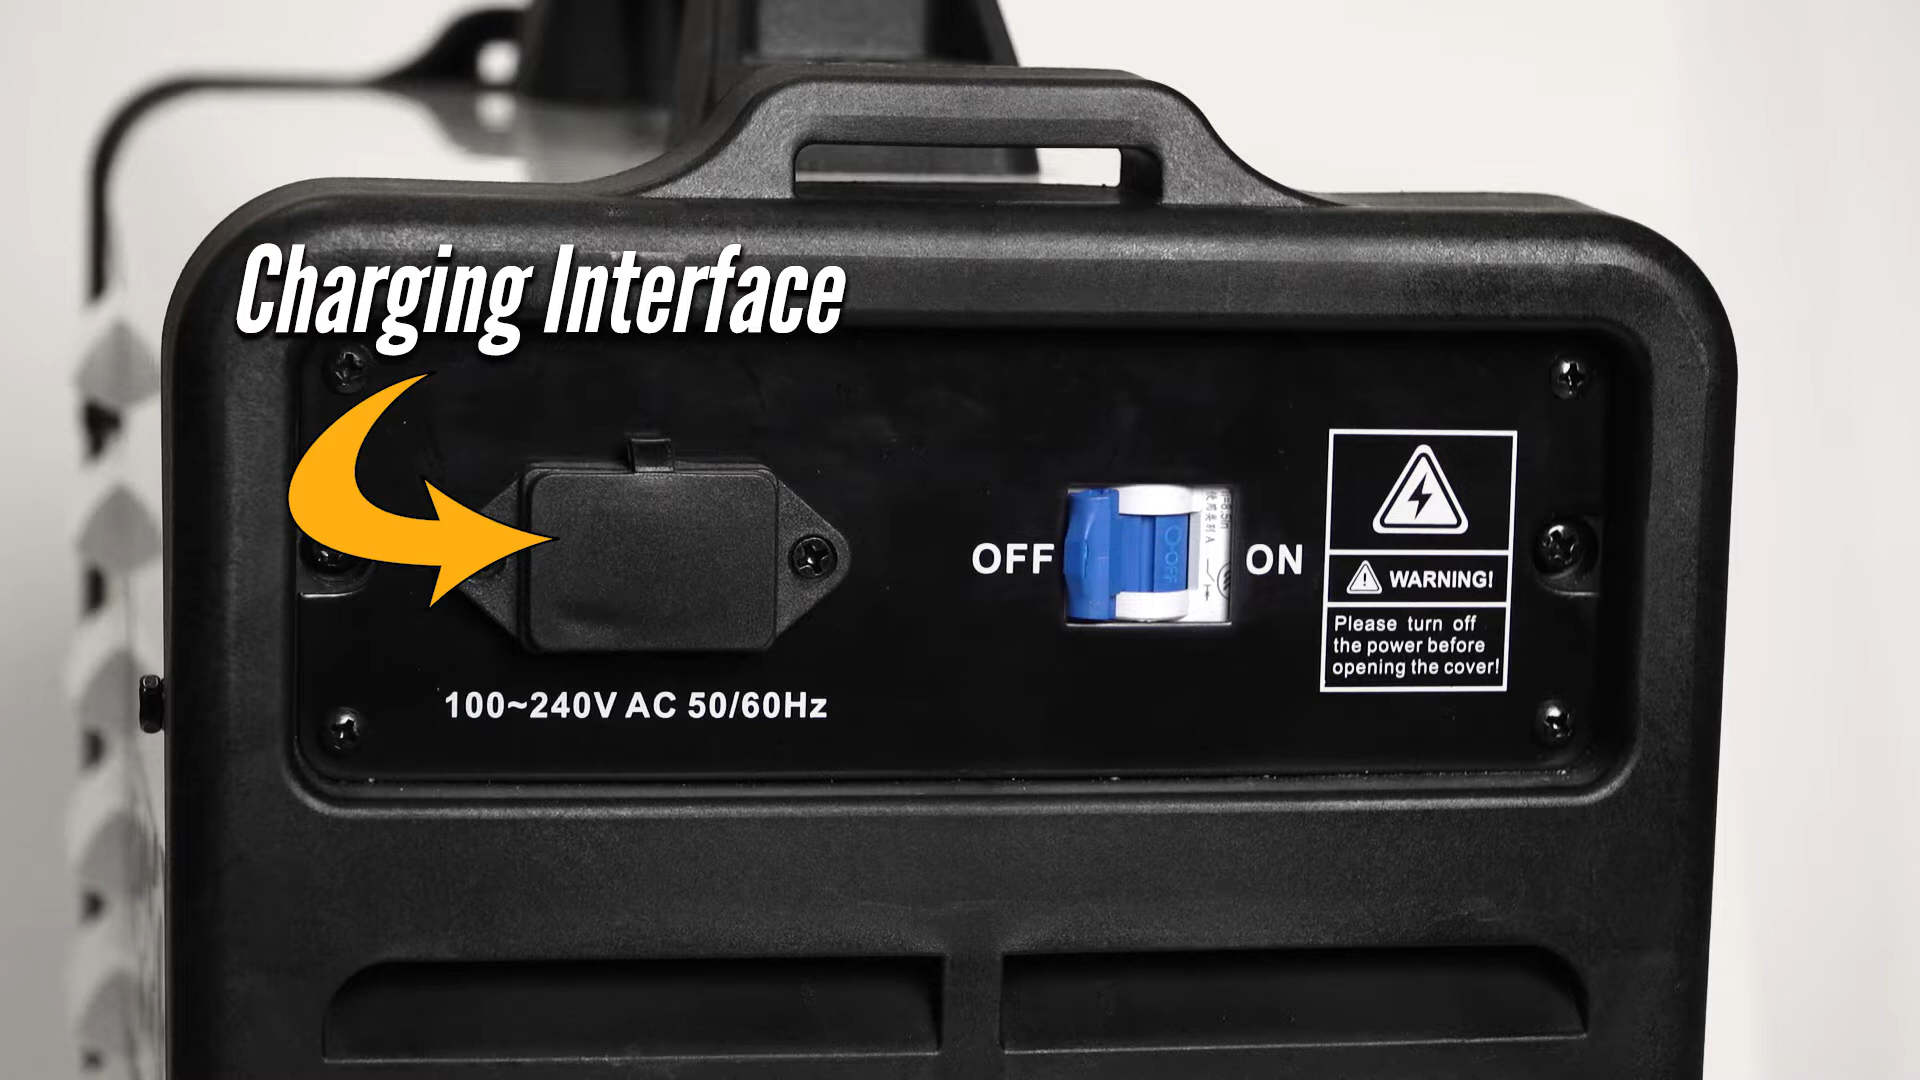 Charging Interface
OFF
ON
WARNING!
Please turn off
the power before
opening the cover!
100~240V AC 50/60Hz